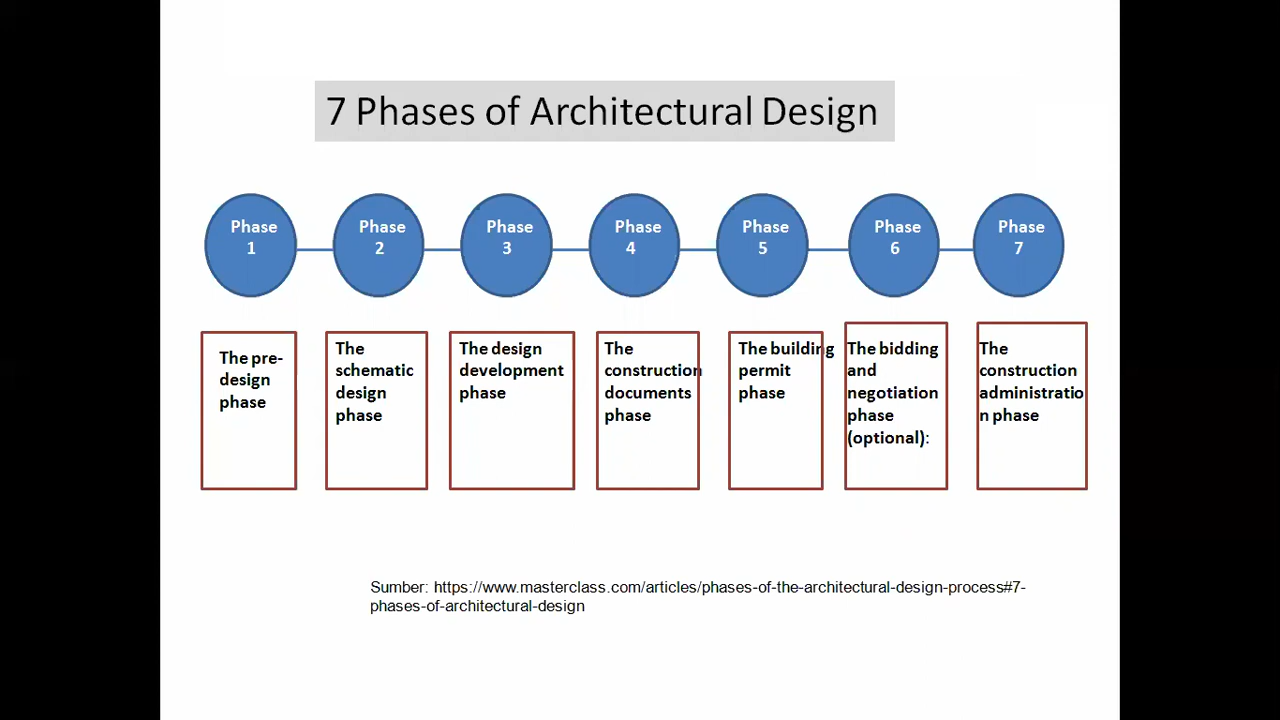 7 Phases of Architectural Design
Phase
1
Phase
2
Phase
3
Phase
4
Phase
5
Phase
6
Phase
7
The pre-
design
phase
The
schematic
design
phase
The design
development
phase
The
construction
documents
phase
The building
permit
phase
The bidding
and
negotiation
phase
(optional):
The
construction
administratio
n phase
Sumber: https://www.masterclass.com/articles/phases-of-the-architectural-design-process#7-
phases-of-architectural-design